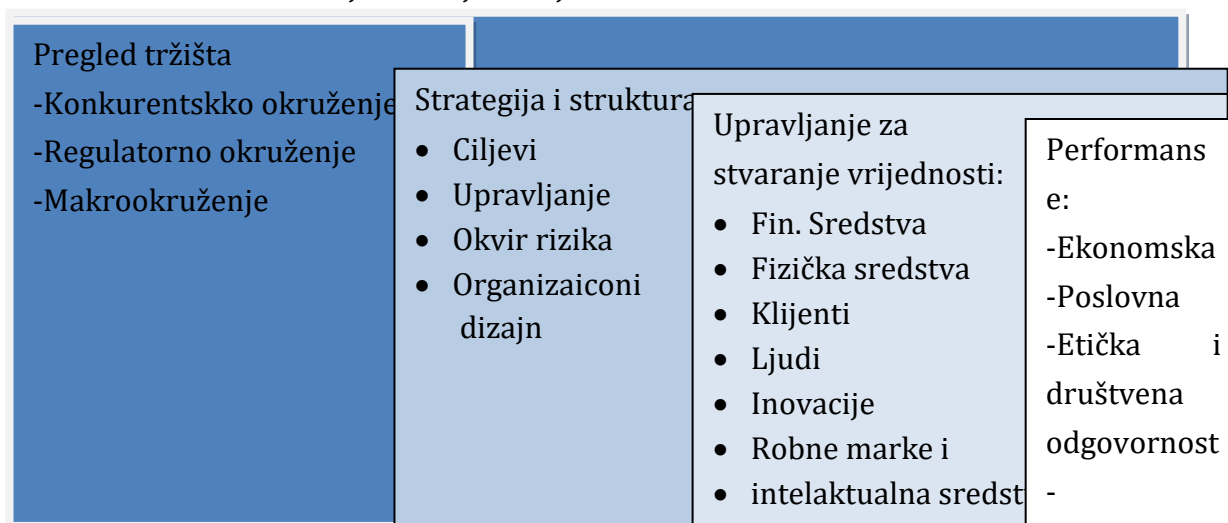 Pregled tržišta
-Konkurentskko okruženje
-Regulatorno okruženje
-Makrookruženje
Strategija i struktura
• Ciljevi
• Upravljanje
• Okvir rizika
• Organizaiconi
dizajn
Upravljanje za
stvaranje vrijednosti:
• Fin. Sredstva
• Fizička sredstva
• Klijenti
• Ljudi
• Inovacije
• Robne marke i
• intelaktualna sredst
Performans
e:
-Ekonomska
-Poslovna
-Etička i
društvena
odgovornost
-